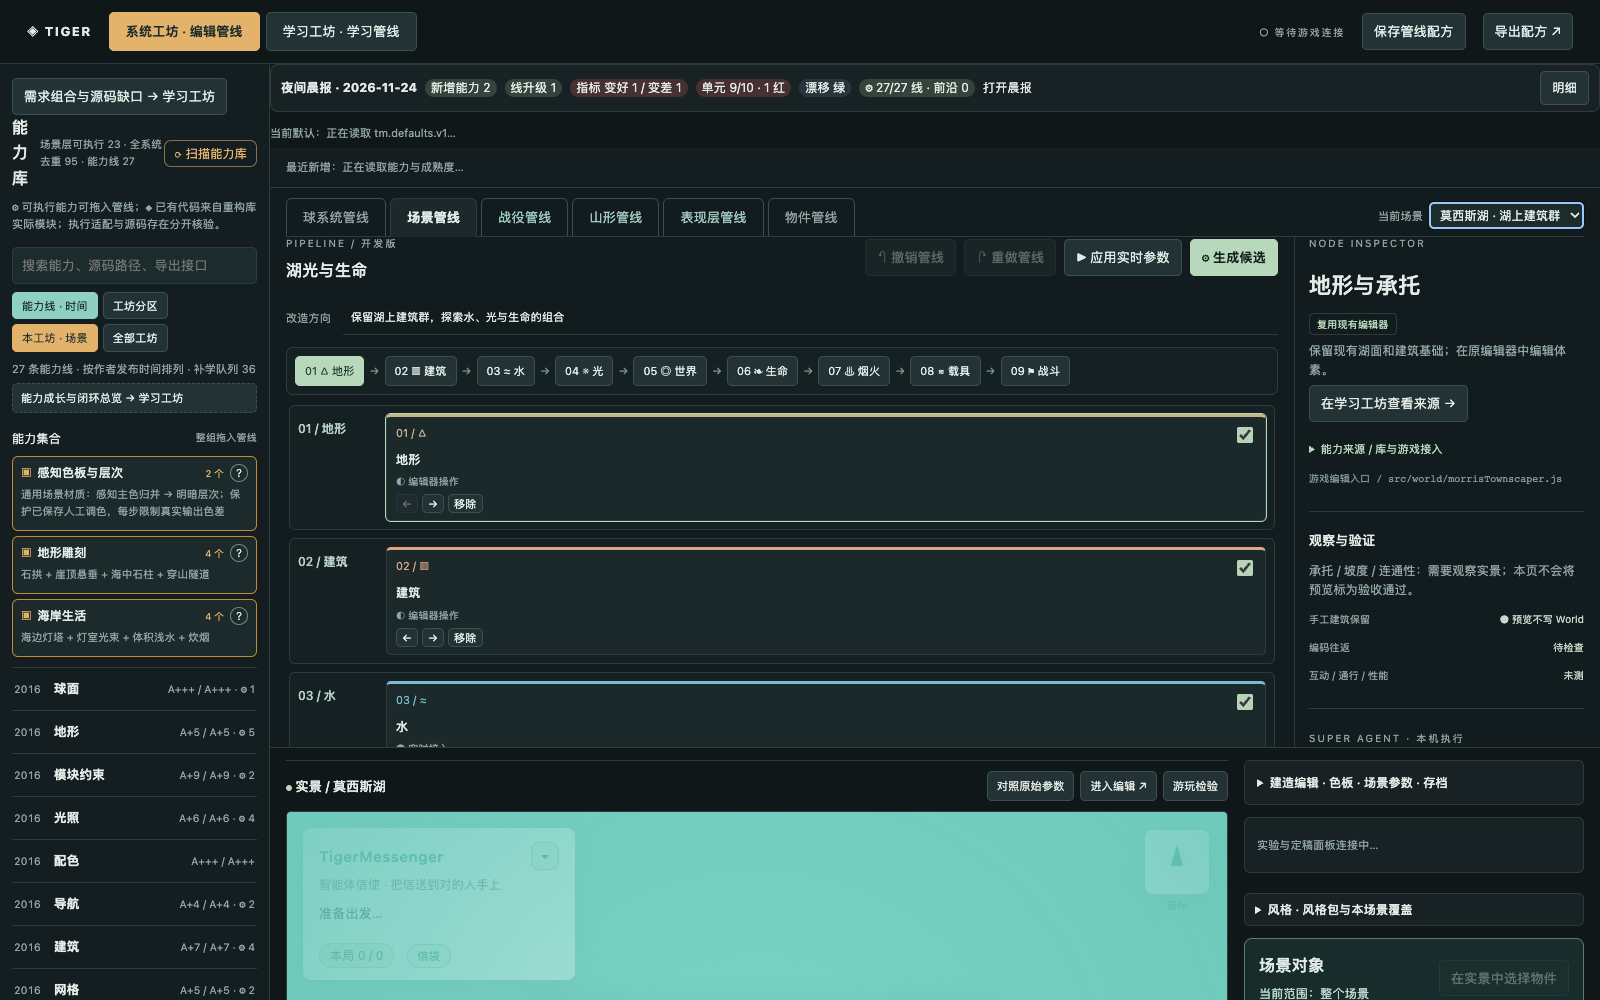 ◈ TIGER
系统工坊 · 编辑管线
学习工坊 · 学习管线
等待游戏连接
保存管线配方
导出配方 ↗
需求组合与源码缺口 → 学习工坊
能力库
场景层可执行 23 · 全系统
去重 95 · 能力线 27
⟳ 扫描能力库
⚙ 可执行能力可拖入管线；◆ 已有代码来自重构库
实际模块；执行适配与源码存在分开核验。
搜索能力、源码路径、导出接口
能力线 · 时间
工坊分区
本工坊 · 场景
全部工坊
27 条能力线 · 按作者发布时间排列 · 补学队列 36
能力成长与闭环总览 → 学习工坊
能力集合
整组拖入管线
▣ 感知色板与层次
2 个 ?
通用场景材质：感知主色归并 → 明暗层次；保
护已保存人工调色，每步限制真实输出色差
▣ 地形雕刻
4 个 ?
石拱 + 崖顶悬垂 + 海中石柱 + 穿山隧道
▣ 海岸生活
4 个 ?
海边灯塔 + 灯室光束 + 体积浅水 + 炊烟
2016 球面 A+++ / A+++ · ⚙ 1
2016 地形 A+5 / A+5 · ⚙ 5
2016 模块约束 A+9 / A+9 · ⚙ 2
2016 光照 A+6 / A+6 · ⚙ 4
2016 配色 A+++ / A+++
2016 导航 A+4 / A+4 · ⚙ 2
2016 建筑 A+7 / A+7 · ⚙ 4
2016 网格 A+5 / A+5 · ⚙ 2
夜间晨报 · 2026-11-24
新增能力 2
线升级 1
指标 变好 1 / 变差 1
单元 9/10 · 1 红
漂移 绿
⚙ 27/27 线 · 前沿 0
打开晨报
明细
当前默认：正在读取 tm.defaults.v1…
最近新增：正在读取能力与成熟度…
球系统管线
场景管线
战役管线
山形管线
表现层管线
物件管线
当前场景
莫西斯湖 · 湖上建筑群
PIPELINE / 开发版
湖光与生命
撤销管线
重做管线
▶ 应用实时参数
⚙ 生成候选
改造方向
保留湖上建筑群，探索水、光与生命的组合
01 △ 地形 →
02 ▦ 建筑 →
03 ≈ 水 →
04 ☀ 光 →
05 ◎ 世界 →
06 ❧ 生命 →
07 ♨ 烟火 →
08 ≋ 载具 →
09 ⚑ 战斗
01 / 地形
01 / △
地形
◐ 编辑器操作
← → 移除
02 / 建筑
02 / ▦
建筑
◐ 编辑器操作
← → 移除
03 / 水
03 / ≈
水
NODE INSPECTOR
地形与承托
复用现有编辑器
保留现有湖面和建筑基础；在原编辑器中编辑体
素。
在学习工坊查看来源 →
▶ 能力来源 / 库与游戏接入
游戏编辑入口 / src/world/morrisTownscaper.js
观察与验证
承托 / 坡度 / 连通性：需要观察实景；本页不会将
预览标为验收通过。
手工建筑保留
● 预览不写 World
编码往返
待检查
互动 / 通行 / 性能
未测
SUPER AGENT · 本机执行
实景 / 莫西斯湖
对照原始参数
进入编辑 ↗
游玩检验
TigerMessenger
智能体信使 · 把信送到对的人手上
准备出发…
本局 0 / 0
信袋
目标
▶ 建造编辑 · 色板 · 场景参数 · 存档
实验与定稿面板连接中…
▶ 风格 · 风格包与本场景覆盖
场景对象
当前范围：整个场景
在实景中选择物件